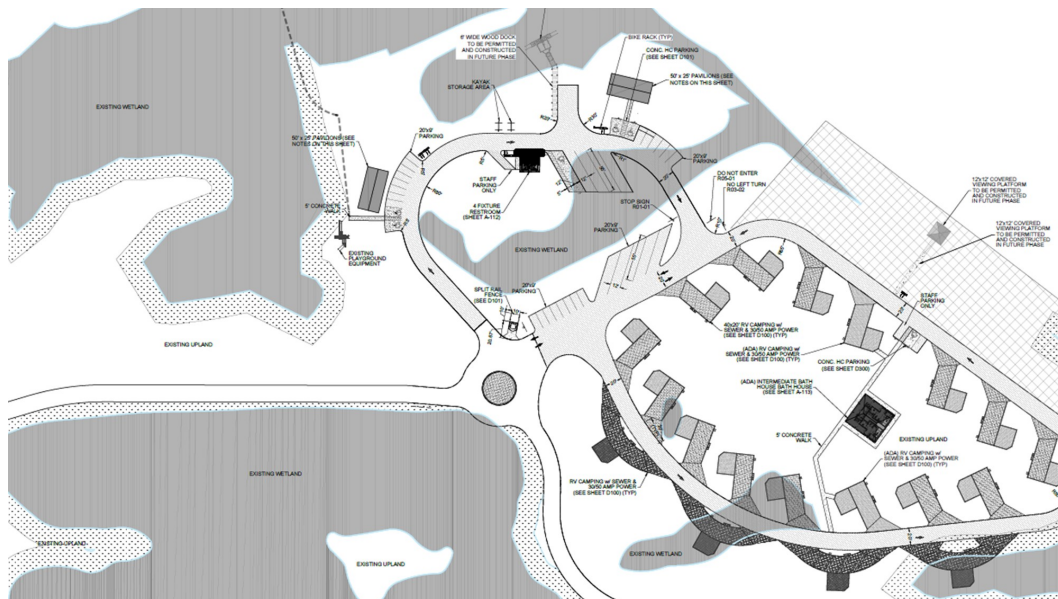 6' WIDE WOOD DOCK
TO BE PERMITTED
AND CONSTRUCTED
IN FUTURE PHASE
BIKE RACK (TYP)
CONC. HC PARKING
(SEE SHEET D101)
50' x 25' PAVILIONS (SEE
NOTES ON THIS SHEET)
KAYAK
STORAGE AREA
EXISTING WETLAND
50' x 25' PAVILIONS (SEE
NOTES ON THIS SHEET)
20'x9'
PARKING
20'x9'
PARKING
STAFF
PARKING
ONLY
4 FIXTURE
RESTROOM
(SHEET A-112)
DO NOT ENTER
R05-01
NO LEFT TURN
R05-02
STOP SIGN
R01-01
5' CONCRETE
WALK
EXISTING
PLAYGROUND
EQUIPMENT
20'x9'
PARKING
EXISTING WETLAND
12'x12' COVERED
VIEWING PLATFORM
TO BE PERMITTED
AND CONSTRUCTED
IN FUTURE PHASE
12'x12' COVERED
VIEWING PLATFORM
TO BE PERMITTED
AND CONSTRUCTED
IN FUTURE PHASE
SPLIT RAIL
FENCE
(SEE D101)
20'x9'
PARKING
STAFF
PARKING
ONLY
40x20' RV CAMPING w/
SEWER & 30/50 AMP POWER
(SEE SHEET D100) (TYP)
(ADA) RV CAMPING w/
SEWER & 30/50 AMP POWER
(SEE SHEET D100) (TYP)
CONC. HC PARKING
(SEE SHEET D300)
(ADA) INTERMEDIATE BATH
HOUSE BATH HOUSE
(SEE SHEET A-113)
EXISTING UPLAND
5' CONCRETE
WALK
EXISTING UPLAND
(ADA) RV CAMPING w/
SEWER & 30/50 AMP POWER
(SEE SHEET D100) (TYP)
EXISTING WETLAND
RV CAMPING w/ SEWER &
30/50 AMP POWER
(SEE SHEET D100) (TYP)
EXISTING UPLAND
EXISTING UPLAND
EXISTING WETLAND